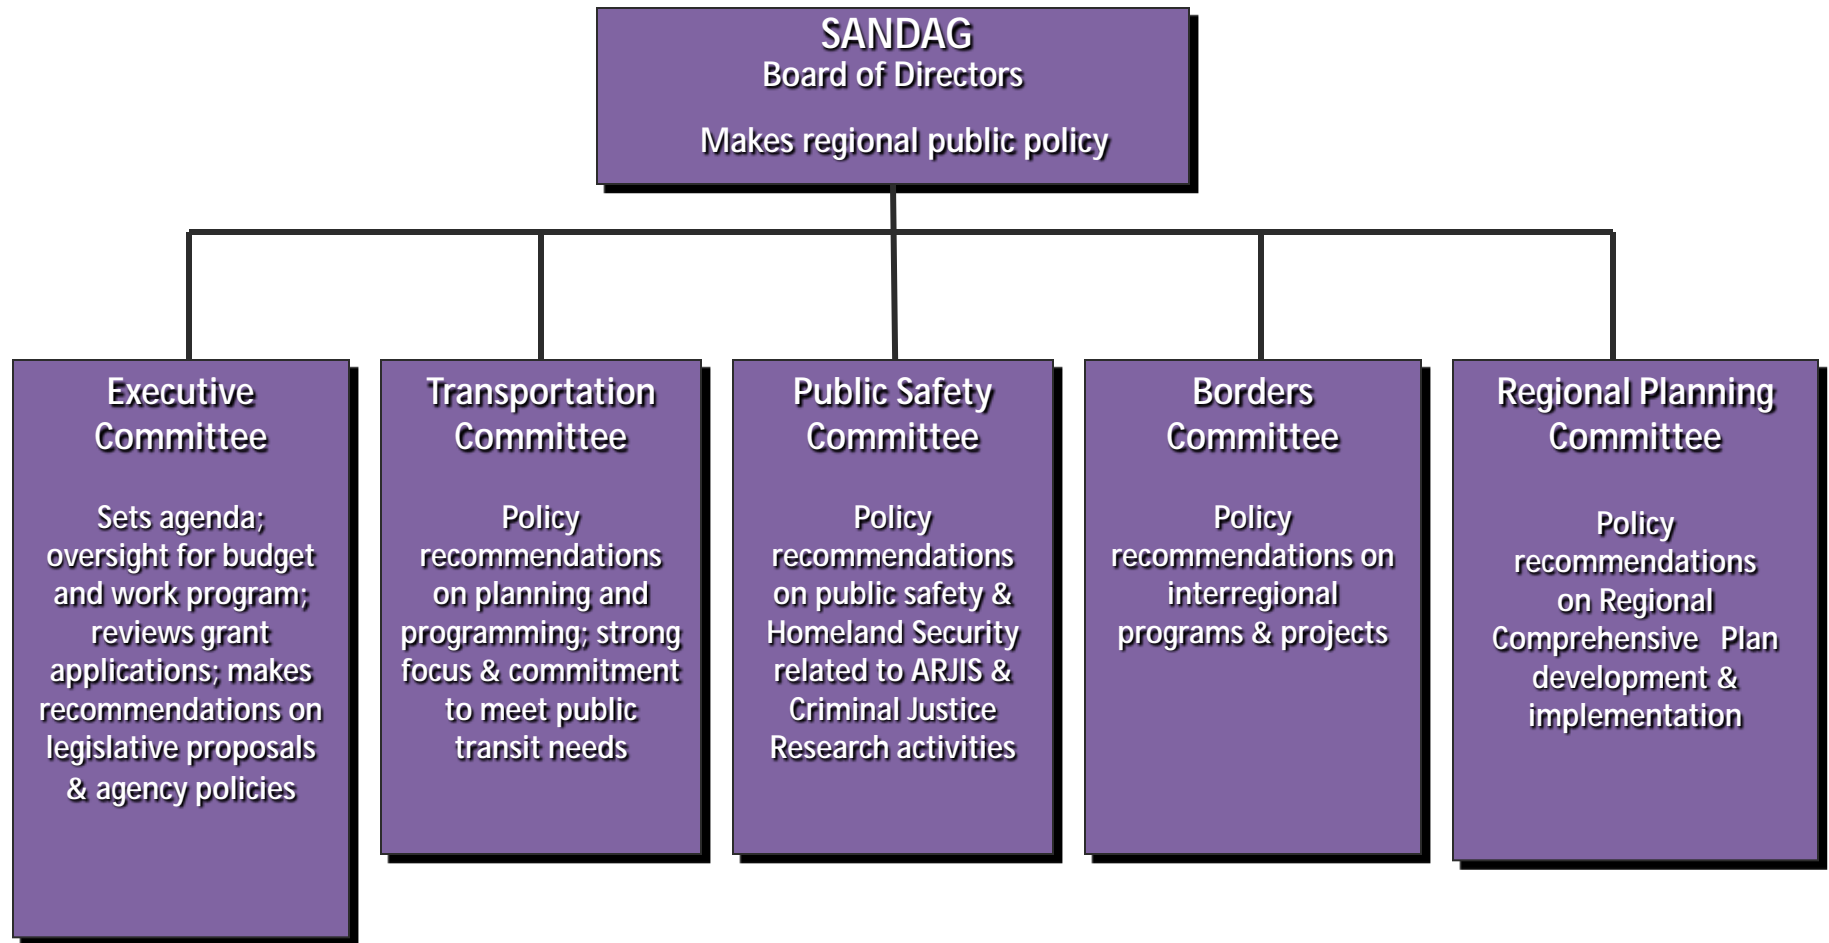 SANDAG
Board of Directors
Makes regional public policy
Executive
Committee
Sets agenda;
oversight for budget
and work program;
reviews grant
applications; makes
recommendations on
legislative proposals
& agency policies
Transportation
Committee
Policy
recommendations
on planning and
programming; strong
focus & commitment
to meet public
transit needs
Public Safety
Committee
Policy
recommendations
on public safety &
Homeland Security
related to ARJIS &
Criminal Justice
Research activities
Borders
Committee
Policy
recommendations on
interregional
programs & projects
Regional Planning
Committee
Policy
recommendations
on Regional
Comprehensive Plan
development &
implementation